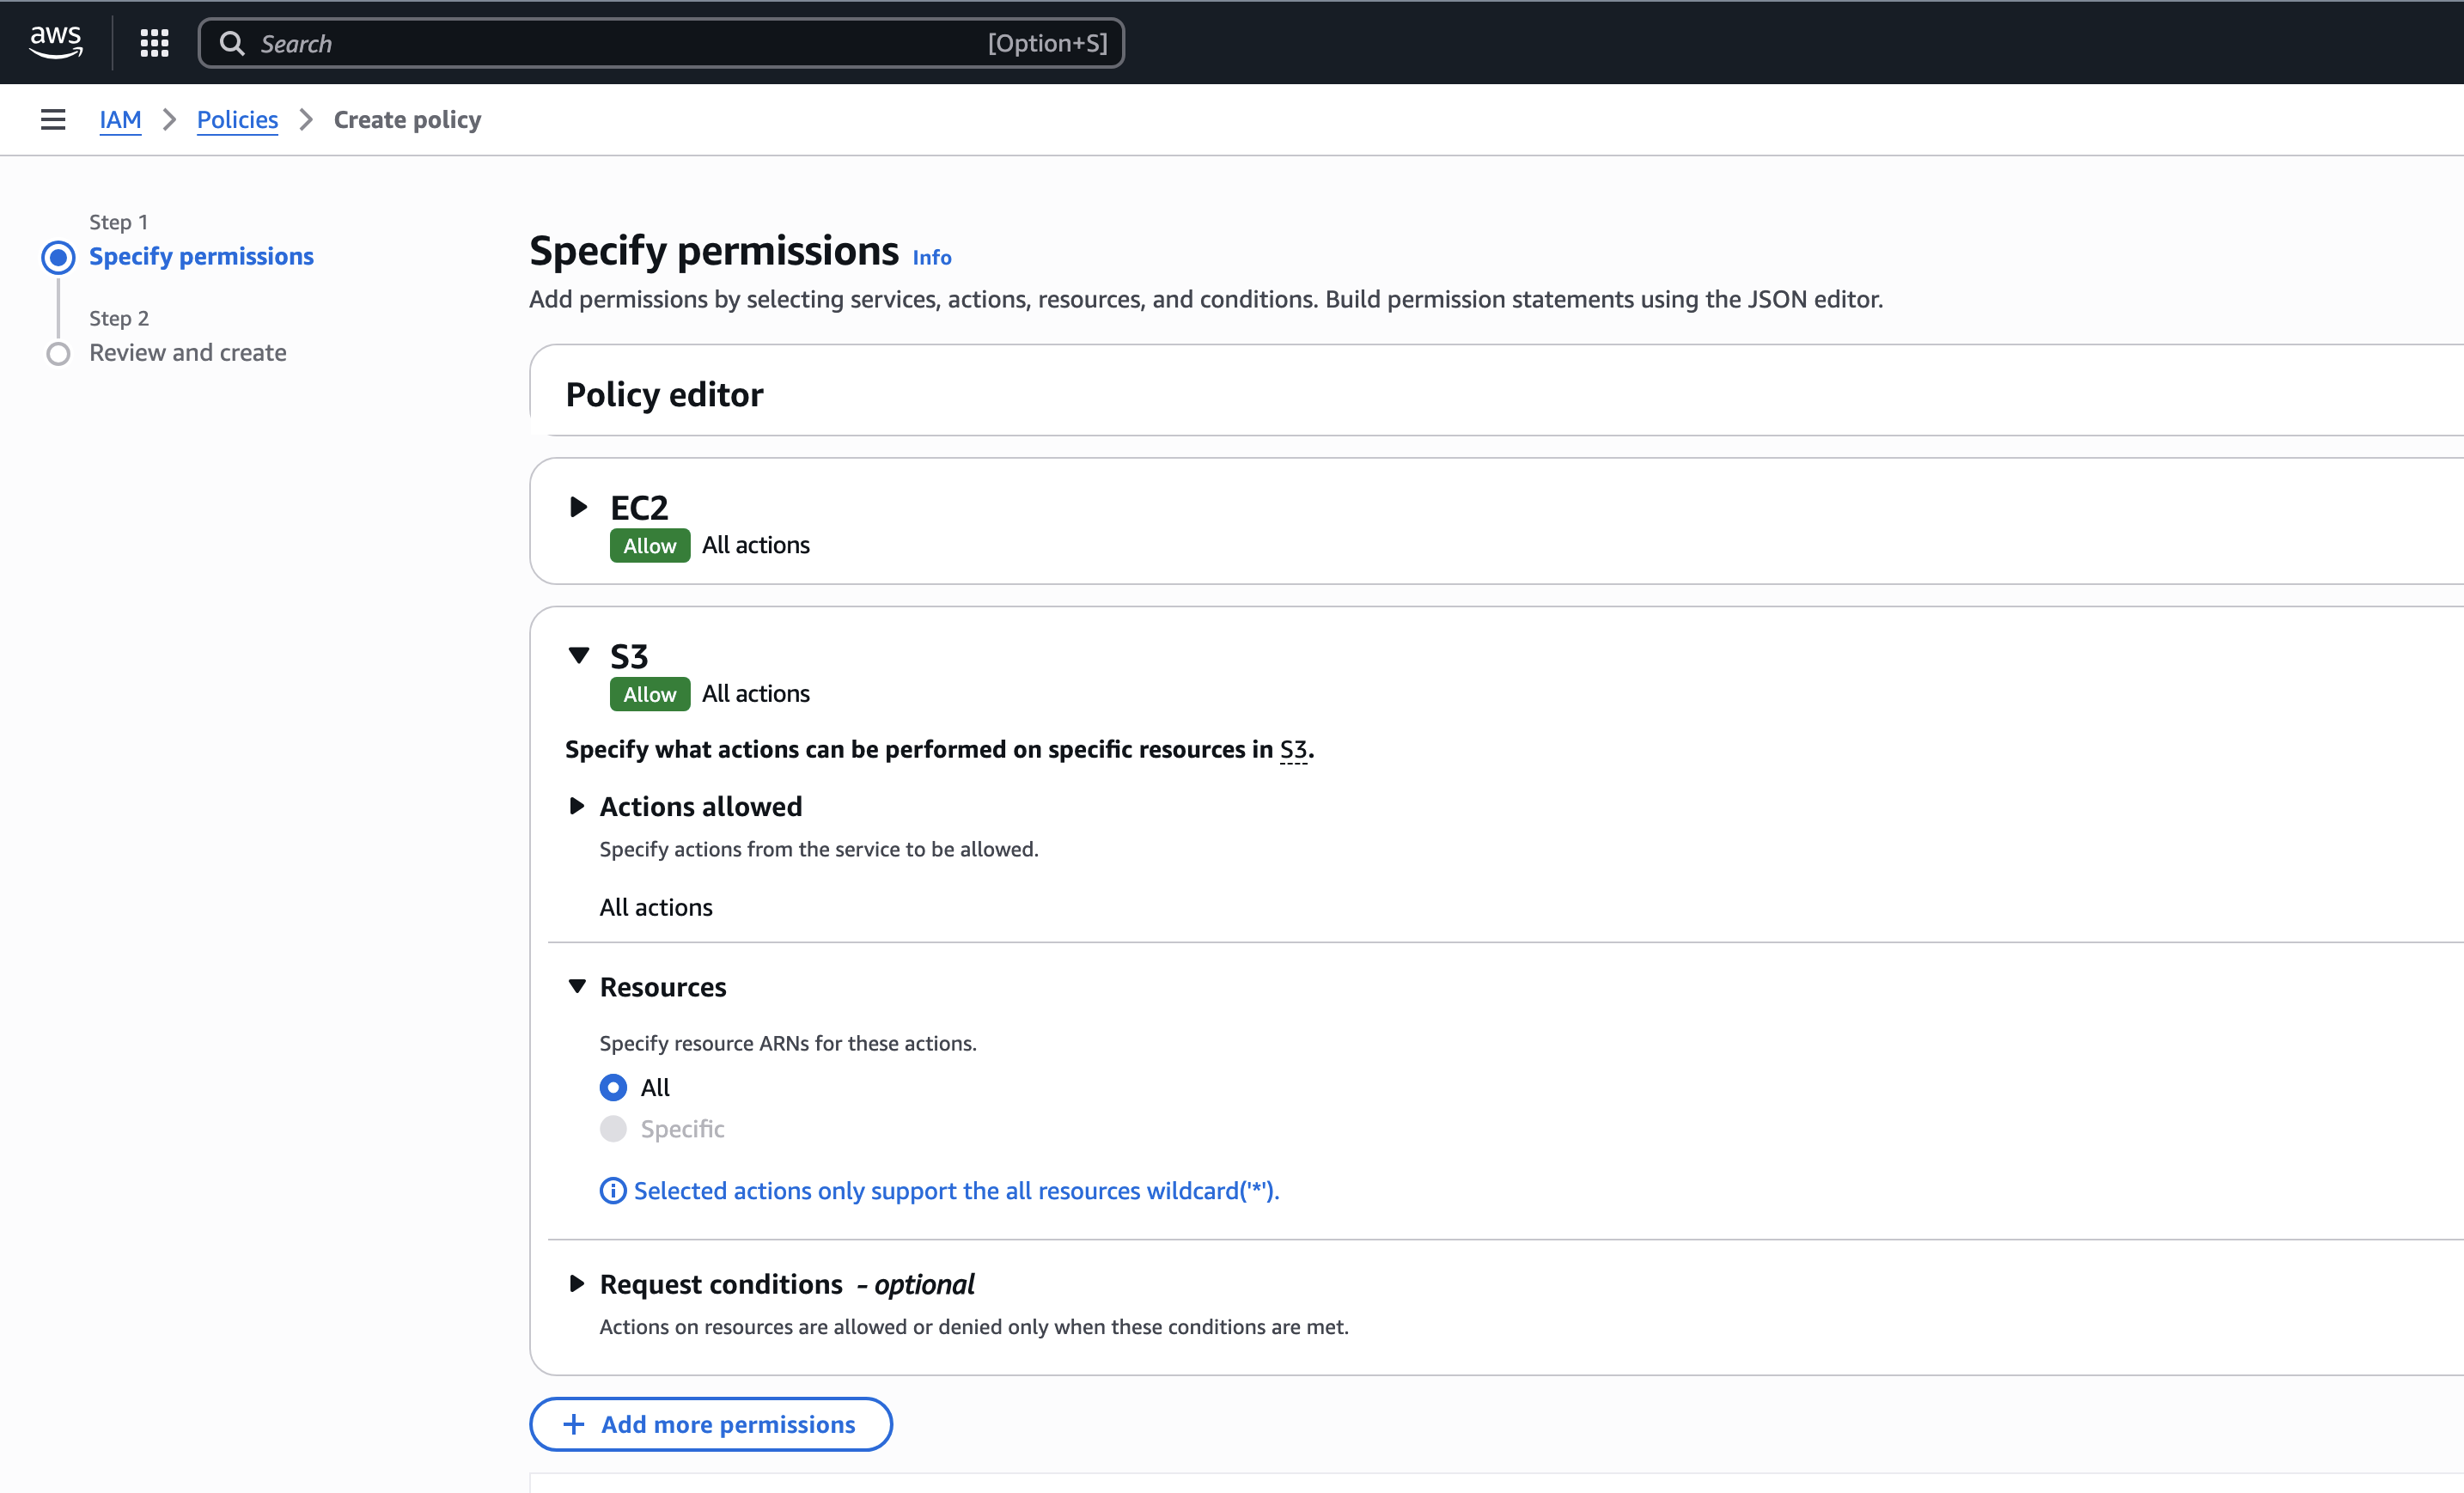 aws
Search [Option+S]
IAM > Policies > Create policy
Step 1
Specify permissions
Step 2
Review and create
Specify permissions Info
Add permissions by selecting services, actions, resources, and conditions. Build permission statements using the JSON editor.
Policy editor
EC2
Allow All actions
S3
Allow All actions
Specify what actions can be performed on specific resources in S3.
Actions allowed
Specify actions from the service to be allowed.
All actions
Resources
Specify resource ARNs for these actions.
All
Specific
Selected actions only support the all resources wildcard('*').
Request conditions - optional
Actions on resources are allowed or denied only when these conditions are met.
+ Add more permissions